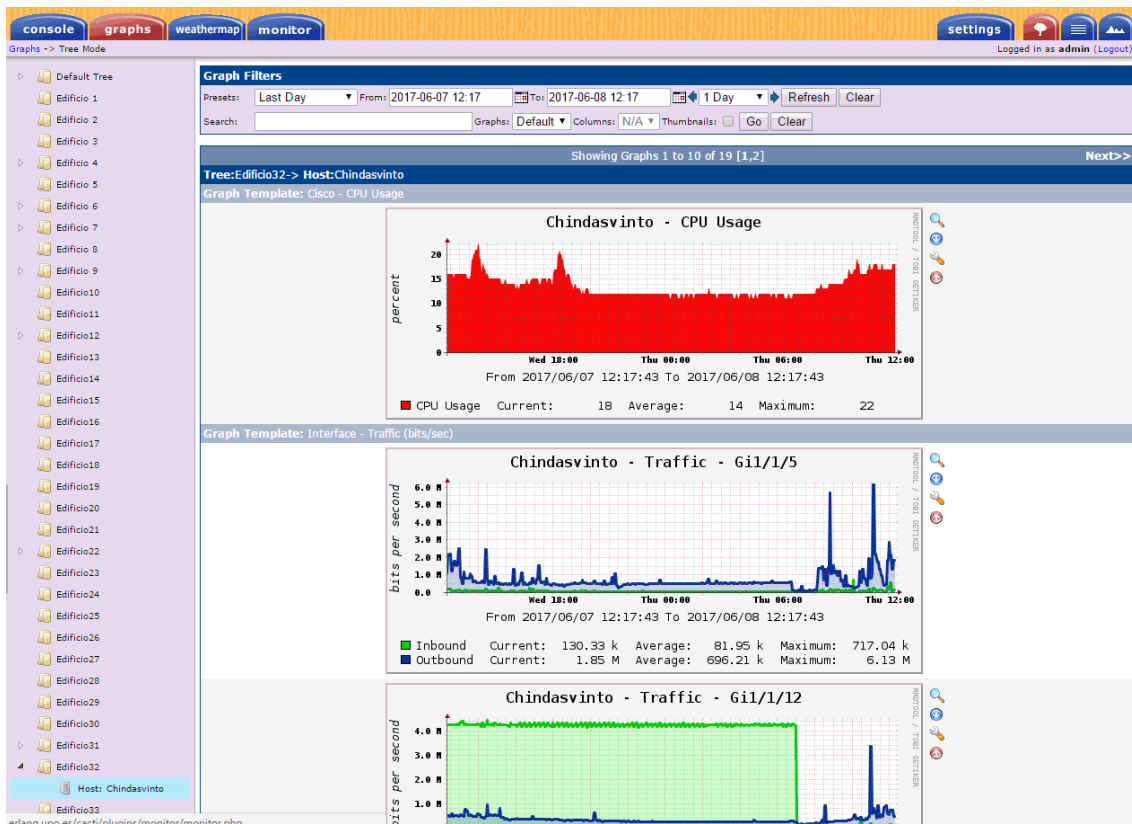 console graphs weathermap monitor settings
Graphs -> Tree Mode
Logged in as admin (Logout)
Default Tree
Edificio 1
Edificio 2
Edificio 3
Edificio 4
Edificio 5
Edificio 6
Edificio 7
Edificio 8
Edificio 9
Edificio10
Edificio11
Edificio12
Edificio13
Edificio14
Edificio15
Edificio16
Edificio17
Edificio18
Edificio19
Edificio20
Edificio21
Edificio22
Edificio23
Edificio24
Edificio25
Edificio26
Edificio27
Edificio28
Edificio29
Edificio30
Edificio31
Edificio32
Host: Chindasvinto
Edificio33
erlang.upo.es/cacti/plugins/monitor/monitor.php
Graph Filters
Presets: Last Day From: 2017-06-07 12:17 To: 2017-06-08 12:17 1 Day Refresh Clear
Search: Graphs: Default Columns: N/A Thumbnails: Go Clear
Showing Graphs 1 to 10 of 19 [1,2] Next>>
Tree:Edificio32-> Host:Chindasvinto
Graph Template: Cisco - CPU Usage
Chindasvinto - CPU Usage
RRDTOOL / TOBI OETIKER
percent
20
15
10
5
0
Wed 18:00 Thu 00:00 Thu 06:00 Thu 12:00
From 2017/06/07 12:17:43 To 2017/06/08 12:17:43
CPU Usage Current: 18 Average: 14 Maximum: 22
Graph Template: Interface - Traffic (bits/sec)
Chindasvinto - Traffic - Gi1/1/5
RRDTOOL / TOBI OETIKER
bits per second
6.0 M
5.0 M
4.0 M
3.0 M
2.0 M
1.0 M
0.0
Wed 18:00 Thu 00:00 Thu 06:00 Thu 12:00
From 2017/06/07 12:17:43 To 2017/06/08 12:17:43
Inbound Current: 130.33 k Average: 81.95 k Maximum: 717.04 k
Outbound Current: 1.85 M Average: 696.21 k Maximum: 6.13 M
Chindasvinto - Traffic - Gi1/1/12
RRDTOOL / TOBI OETIKER
bits per second
4.0 M
3.0 M
2.0 M
1.0 M